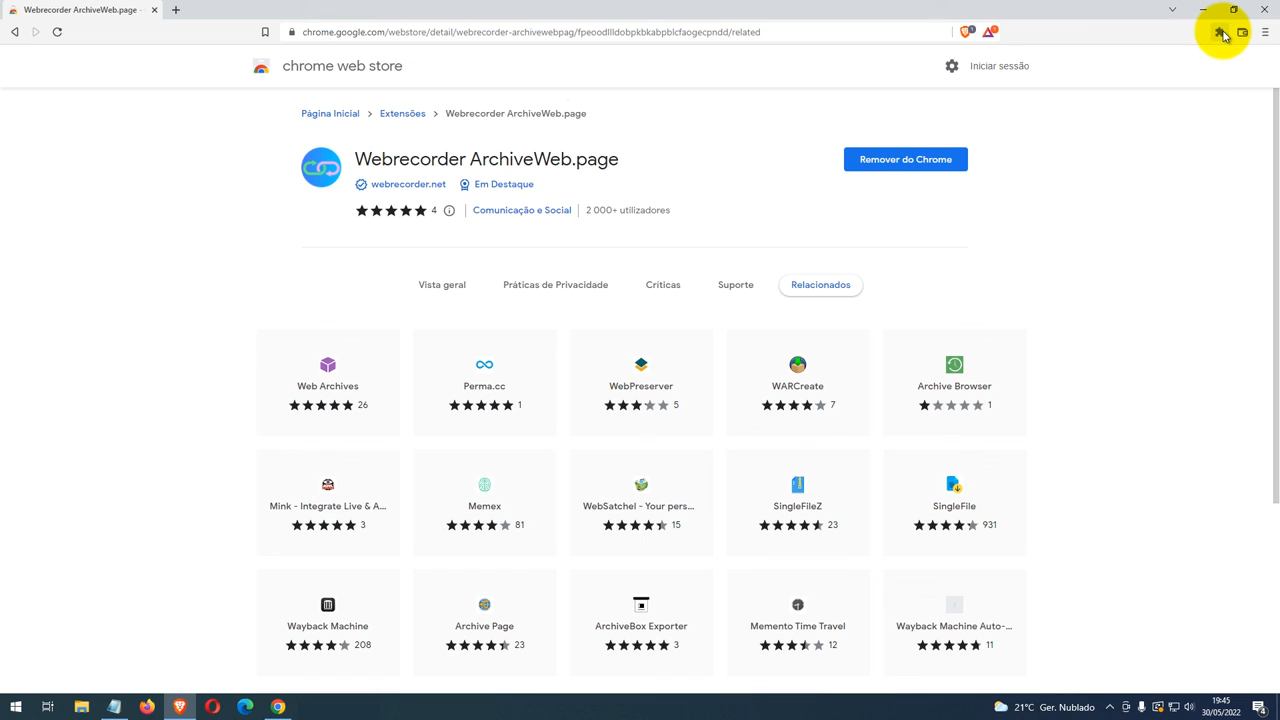 Webrecorder ArchiveWeb.page -
chrome.google.com/webstore/detail/webrecorder-archivewebpag/fpeoodllldobpkbkabpblcfaogecpndd/related
chrome web store
Iniciar sessão
Página Inicial > Extensões > Webrecorder ArchiveWeb.page
Webrecorder ArchiveWeb.page
Remover do Chrome
webrecorder.net Em Destaque
4 Comunicação e Social 2 000+ utilizadores
Vista geral Práticas de Privacidade Críticas Suporte Relacionados
Web Archives Perma.cc WebPreserver WARCreate Archive Browser
26 1 5 7 1
Mink - Integrate Live & A... Memex WebSatchel - Your pers... SingleFileZ SingleFile
3 81 15 23 931
Wayback Machine Archive Page ArchiveBox Exporter Memento Time Travel Wayback Machine Auto-...
208 23 3 12 11
21°C Ger. Nublado
19:45
30/05/2022